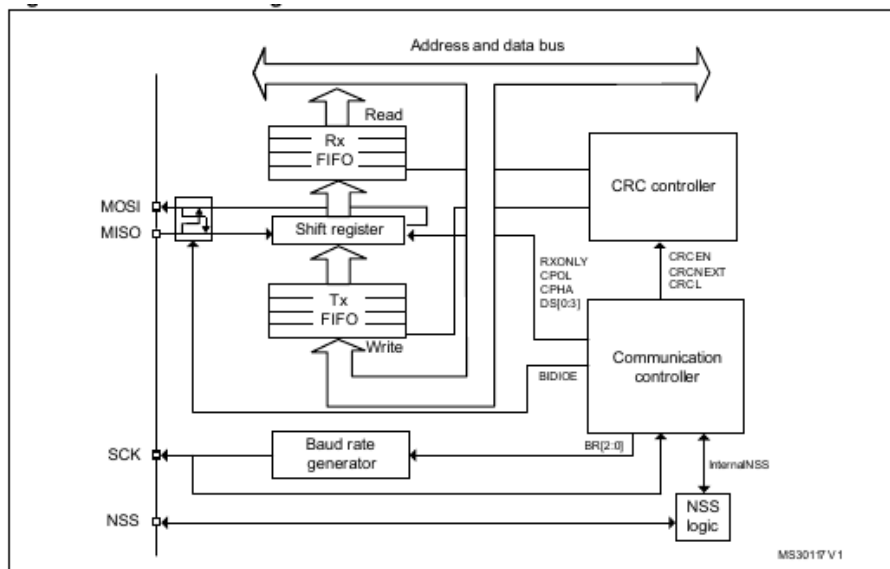 Address and data bus
Read
Rx
FIFO
CRC controller
MOSI
MISO
Shift register
RXONLY
CPOL
CPHA
DS[0:3]
CRCEN
CRCNEXT
CRCL
Tx
FIFO
Write
Communication
controller
BIDIOE
SCK
Baud rate
generator
BR[2:0]
InternalNSS
NSS
NSS
logic
MS30117V1